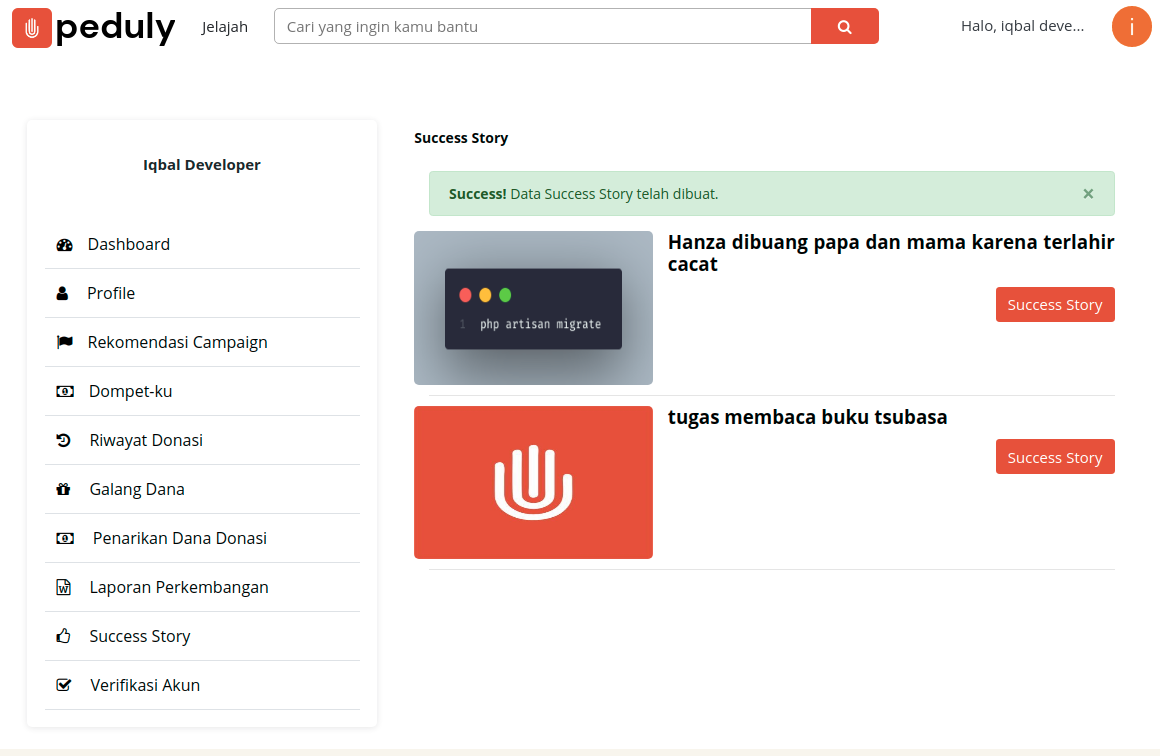 peduly
Jelajah
Cari yang ingin kamu bantu
Halo, iqbal deve...
i
Iqbal Developer
Dashboard
Profile
Rekomendasi Campaign
Dompet-ku
Riwayat Donasi
Galang Dana
Penarikan Dana Donasi
Laporan Perkembangan
Success Story
Verifikasi Akun
Success Story
Success! Data Success Story telah dibuat.
×
1 php artisan migrate
Hanza dibuang papa dan mama karena terlahir
cacat
Success Story
tugas membaca buku tsubasa
Success Story